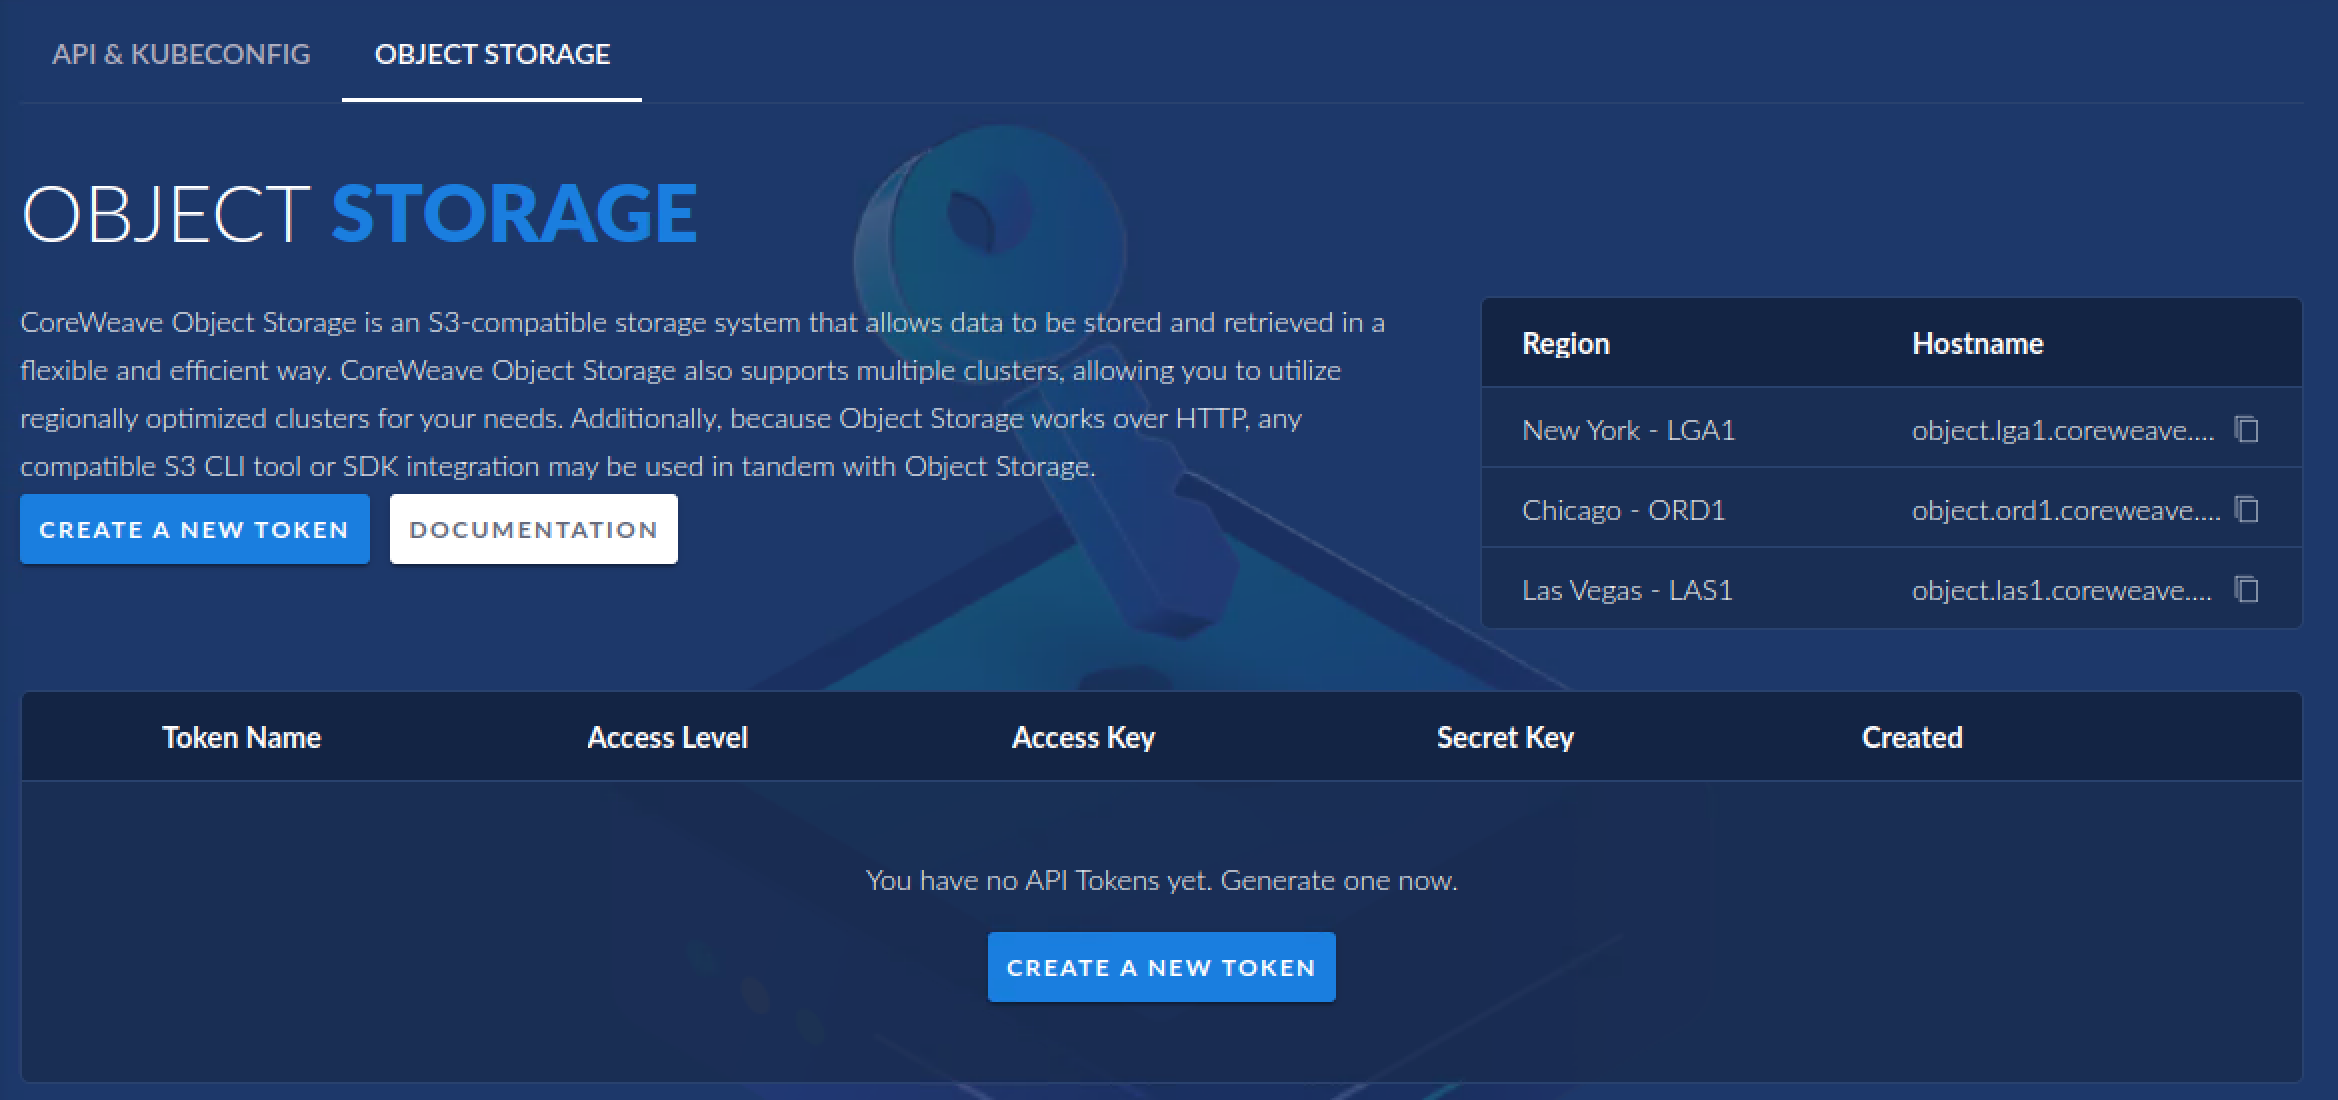 API & KUBECONFIG OBJECT STORAGE
OBJECT STORAGE
CoreWeave Object Storage is an S3-compatible storage system that allows data to be stored and retrieved in a
flexible and efficient way. CoreWeave Object Storage also supports multiple clusters, allowing you to utilize
regionally optimized clusters for your needs. Additionally, because Object Storage works over HTTP, any
compatible S3 CLI tool or SDK integration may be used in tandem with Object Storage.
CREATE A NEW TOKEN DOCUMENTATION
Region Hostname
New York - LGA1 object.lga1.coreweave....
Chicago - ORD1 object.ord1.coreweave....
Las Vegas - LAS1 object.las1.coreweave....
Token Name Access Level Access Key Secret Key Created
You have no API Tokens yet. Generate one now.
CREATE A NEW TOKEN